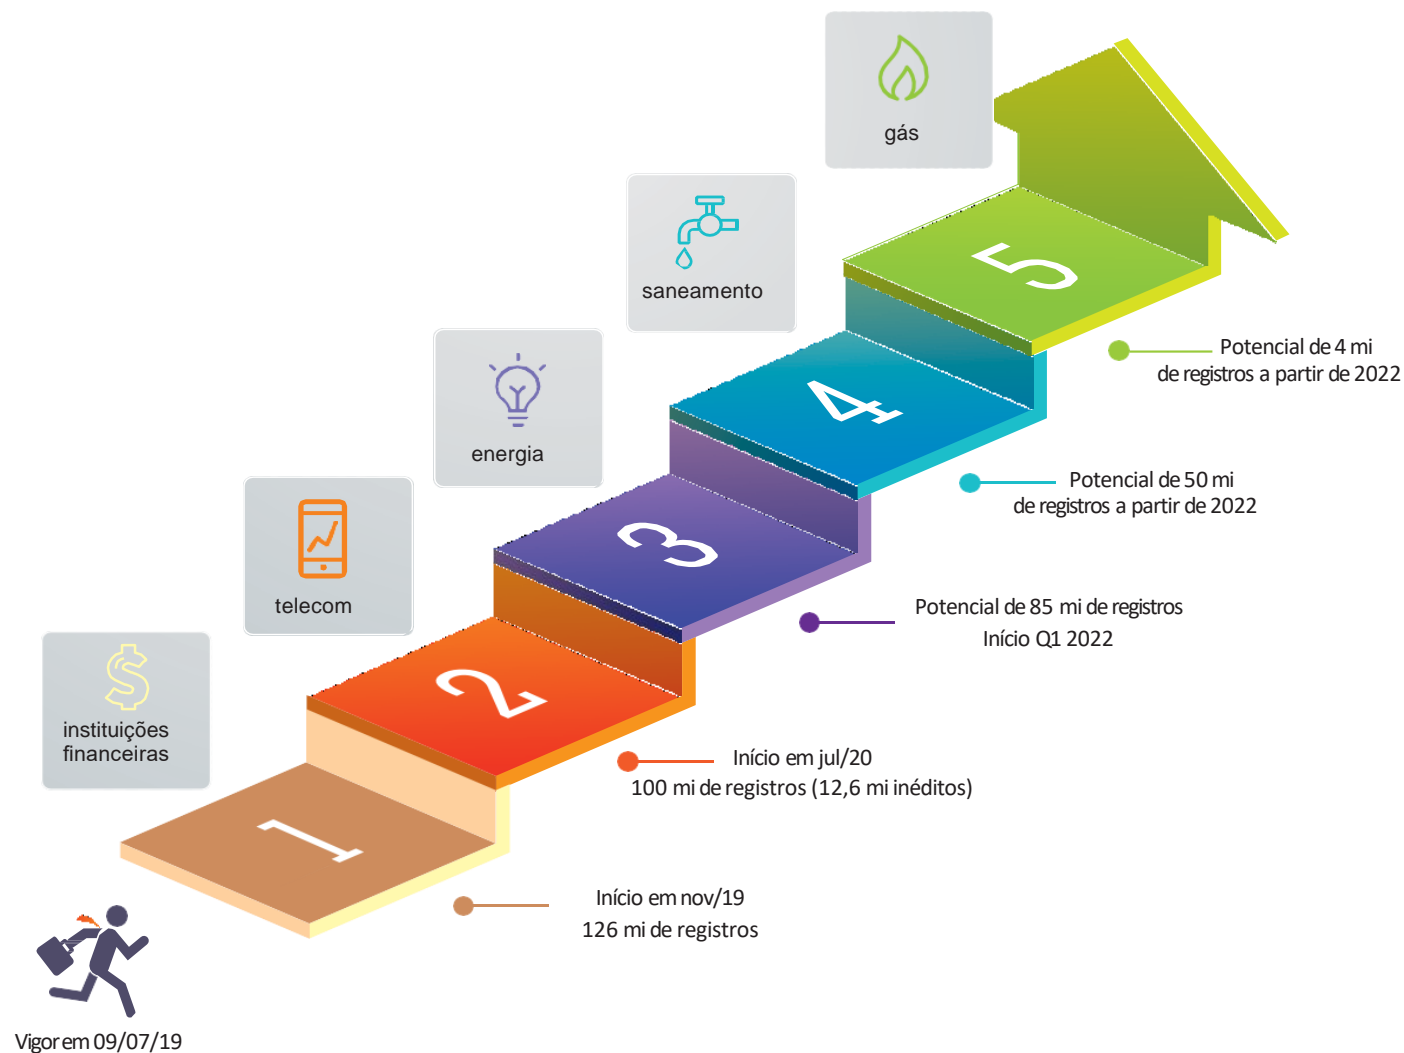 gás
5
Potencial de 4 mi
de registros a partir de 2022
saneamento
4
Potencial de 50 mi
de registros a partir de 2022
energia
3
Potencial de 85 mi de registros
Início Q1 2022
telecom
2
Início em jul/20
100 mi de registros (12,6 mi inéditos)
instituições
financeiras
1
Início em nov/19
126 mi de registros
Vigor em 09/07/19